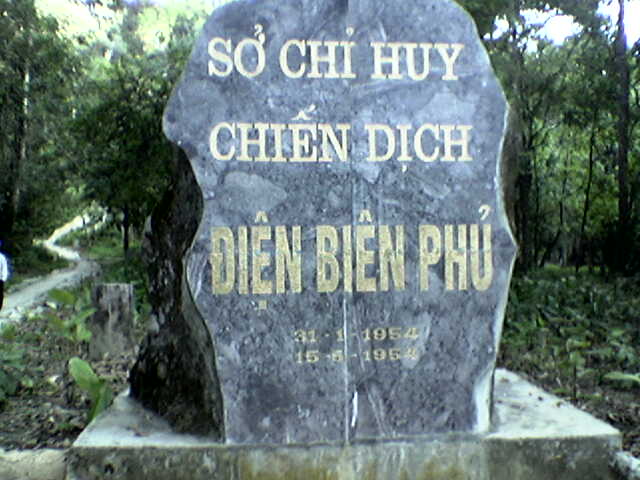 SỞ CHỈ HUY
CHIẾN DỊCH
ĐIỆN BIÊN PHỦ
31-1-1954
15-5-1954